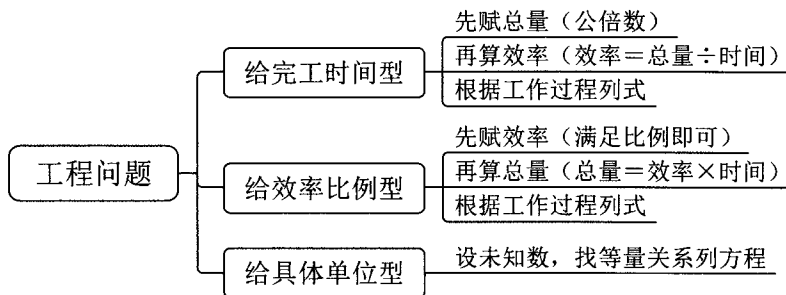 工程问题
给完工时间型
先赋总量（公倍数）
再算效率（效率＝总量÷时间）
根据工作过程列式
给效率比例型
先赋效率（满足比例即可）
再算总量（总量＝效率×时间）
根据工作过程列式
给具体单位型
设未知数，找等量关系列方程